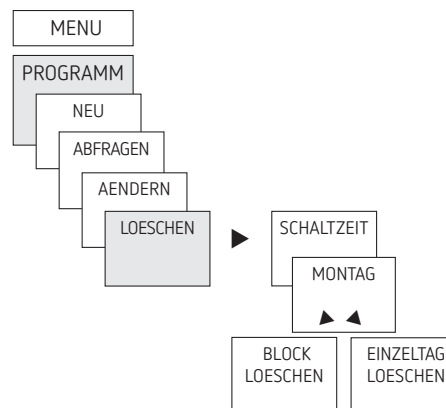 MENU
PROGRAMM
NEU
ABFRAGEN
AENDERN
LOESCHEN
SCHALTZEIT
MONTAG
BLOCK
LOESCHEN
EINZELTAG
LOESCHEN